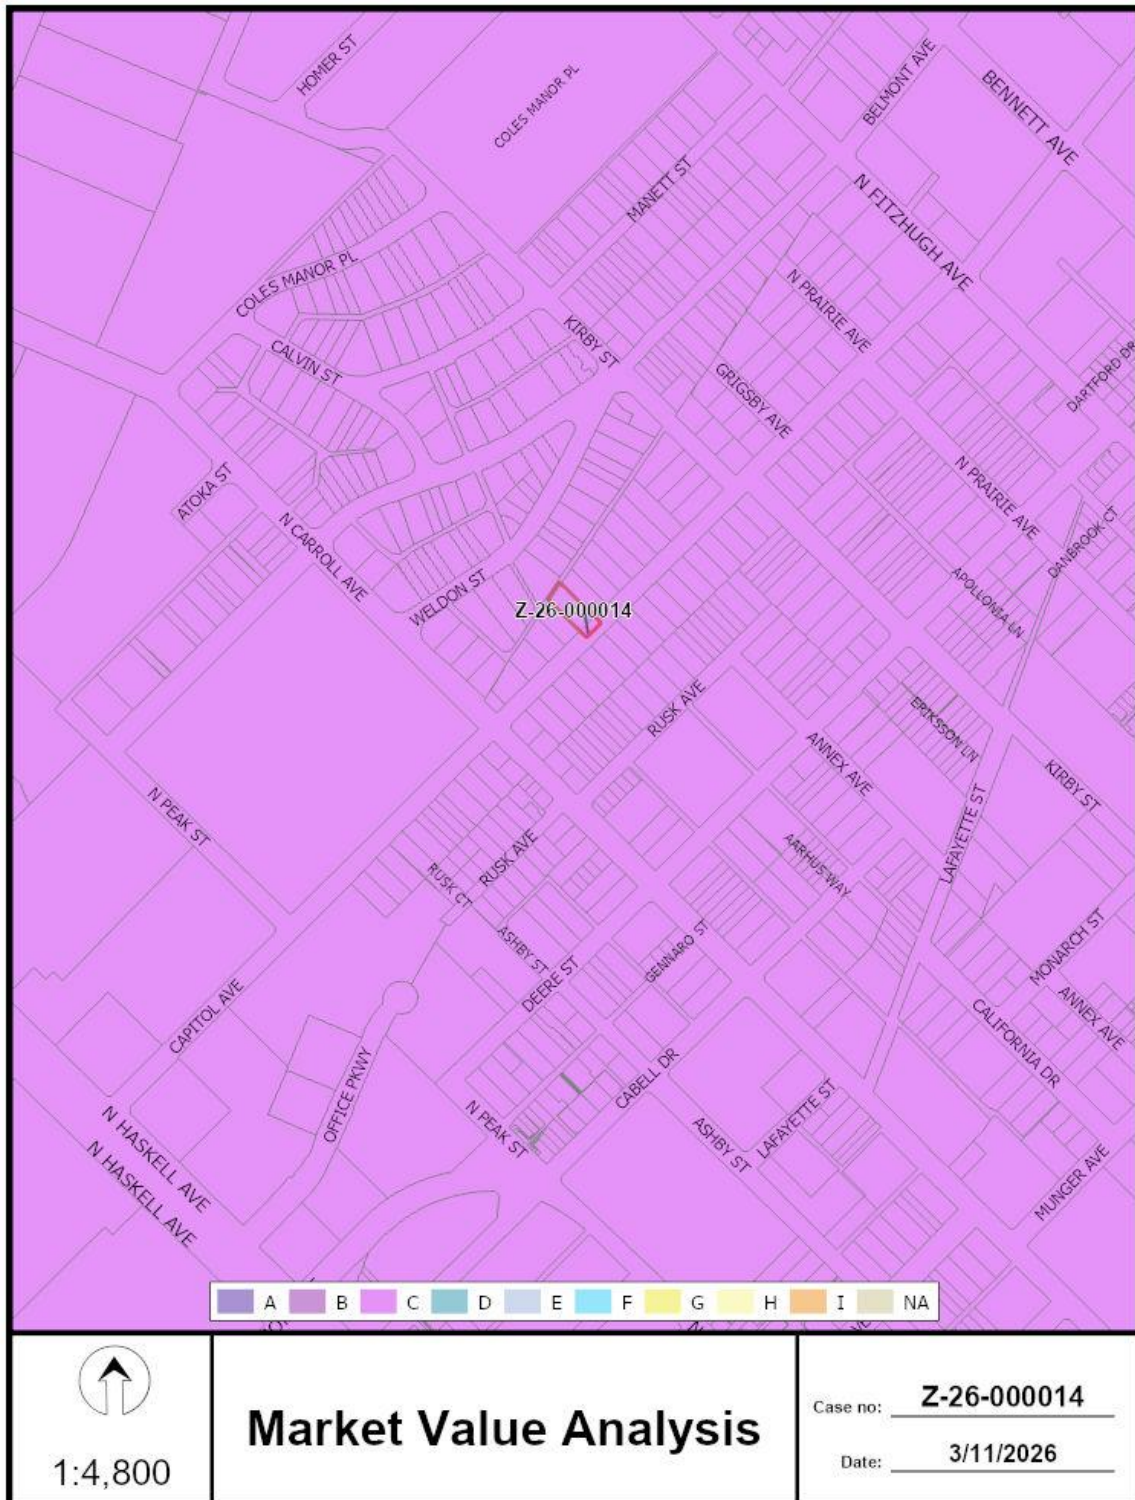 HOMER ST
COLES MANOR PL
BELMONT AVE
BENNETT AVE
MANETT ST
N FITZHUGH AVE
COLES MANOR PL
N PRAIRIE AVE
KIRBY ST
CALVIN ST
DARTFORD DR
GRIGSBY AVE
ATOKA ST
N PRAIRIE AVE
N CARROLL AVE
DANBROOK CT
WELDON ST
APOLLONIA LN
Z-26-000014
RUSK AVE
ERIKSSON LN
ANNEX AVE
KIRBY ST
N PEAK ST
LAFAYETTE ST
RUSK AVE
AARHUS WAY
RUSK CT
ASHBY ST
GENNARO ST
MONARCH ST
DEERE ST
CAPITOL AVE
ANNEX AVE
CALIFORNIA DR
OFFICE PKWY
CABELL DR
N PEAK ST
ASHBY ST
LAFAYETTE ST
N HASKELL AVE
N HASKELL AVE
MUNGER AVE
A B C D E F G H I NA
1:4,800
Market Value Analysis
Case no: Z-26-000014
Date: 3/11/2026